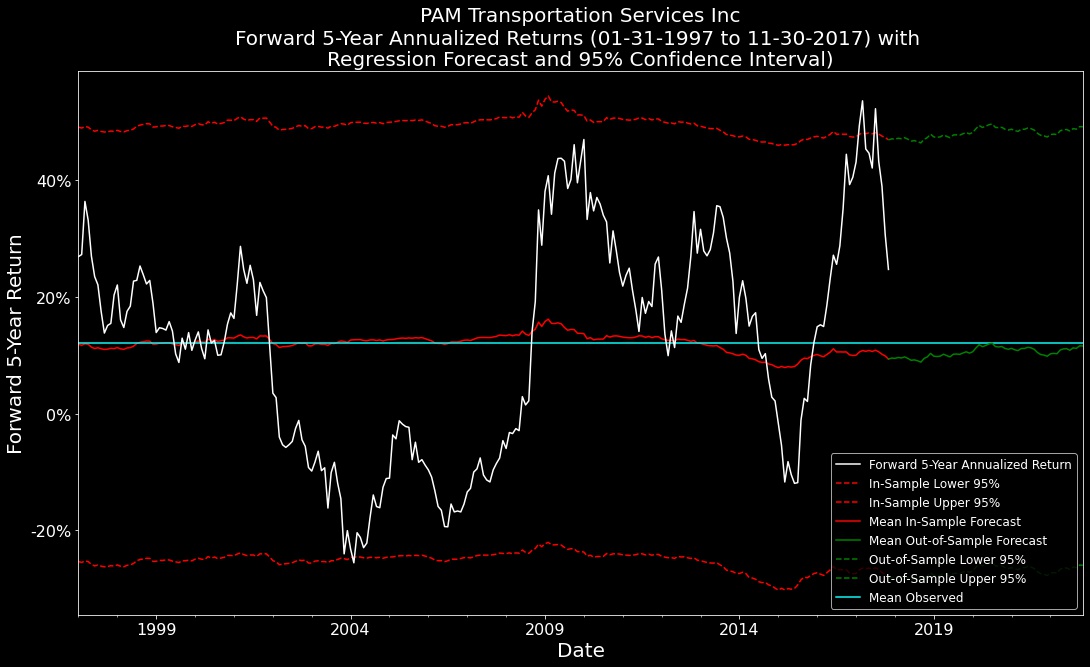 PAM Transportation Services Inc
Forward 5-Year Annualized Returns (01-31-1997 to 11-30-2017) with
Regression Forecast and 95% Confidence Interval)
Forward 5-Year Return
40%
20%
0%
-20%
Forward 5-Year Annualized Return
In-Sample Lower 95%
In-Sample Upper 95%
Mean In-Sample Forecast
Mean Out-of-Sample Forecast
Out-of-Sample Lower 95%
Out-of-Sample Upper 95%
Mean Observed
1999
2004
2009
2014
2019
Date